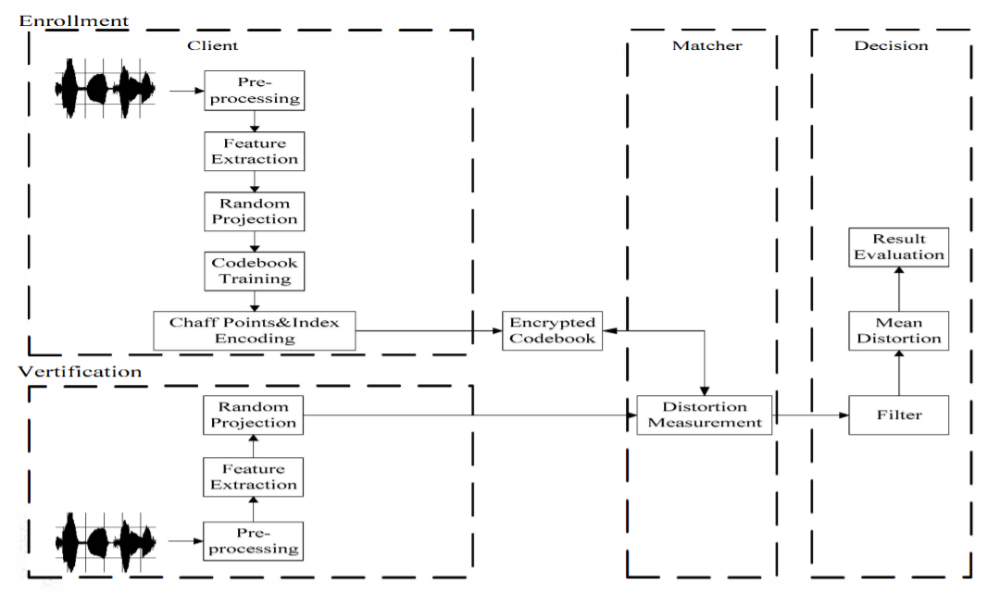 Enrollment
Client
Matcher
Decision
Pre-
processing
Feature
Extraction
Random
Projection
Codebook
Training
Chaff Points&Index
Encoding
Encrypted
Codebook
Result
Evaluation
Mean
Distortion
Vertification
Random
Projection
Distortion
Measurement
Filter
Feature
Extraction
Pre-
processing